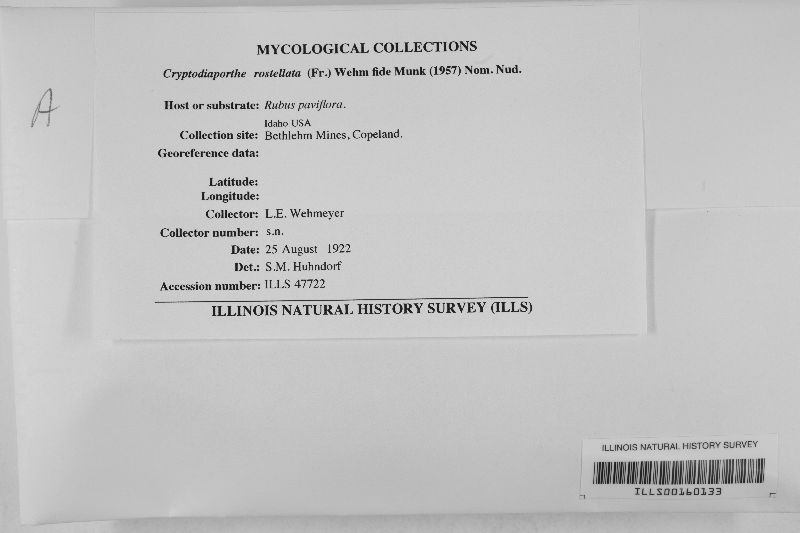 MYCOLOGICAL COLLECTIONS
Cryptodiaporthe rostellata (Fr.) Wehm fide Munk (1957) Nom. Nud.
A
Host or substrate: Rubus paviflora.
Idaho USA
Collection site: Bethlehm Mines, Copeland.
Georeference data:
Latitude:
Longitude:
Collector: L.E. Wehmeyer
Collector number: s.n.
Date: 25 August 1922
Det.: S.M. Huhndorf
Accession number: ILLS 47722
ILLINOIS NATURAL HISTORY SURVEY (ILLS)
ILLINOIS NATURAL HISTORY SURVEY
ILLS00160133